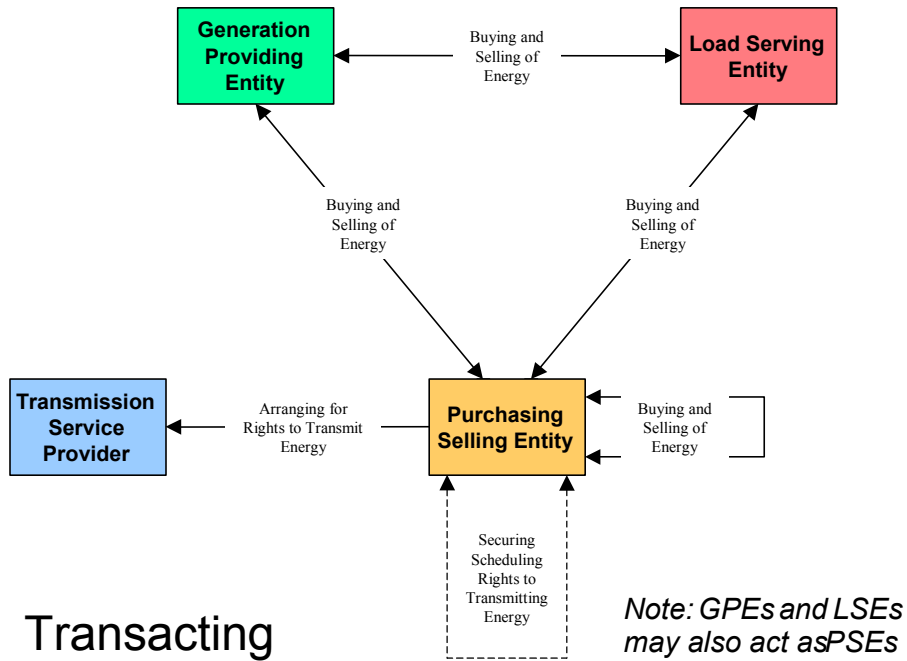 Generation
Providing
Entity
Buying and
Selling of
Energy
Load Serving
Entity
Buying and
Selling of
Energy
Buying and
Selling of
Energy
Transmission
Service
Provider
Arranging for
Rights to Transmit
Energy
Purchasing
Selling Entity
Buying and
Selling of
Energy
Securing
Scheduling
Rights to
Transmitting
Energy
Transacting
Note: GPEs and LSEs
may also act asPSEs